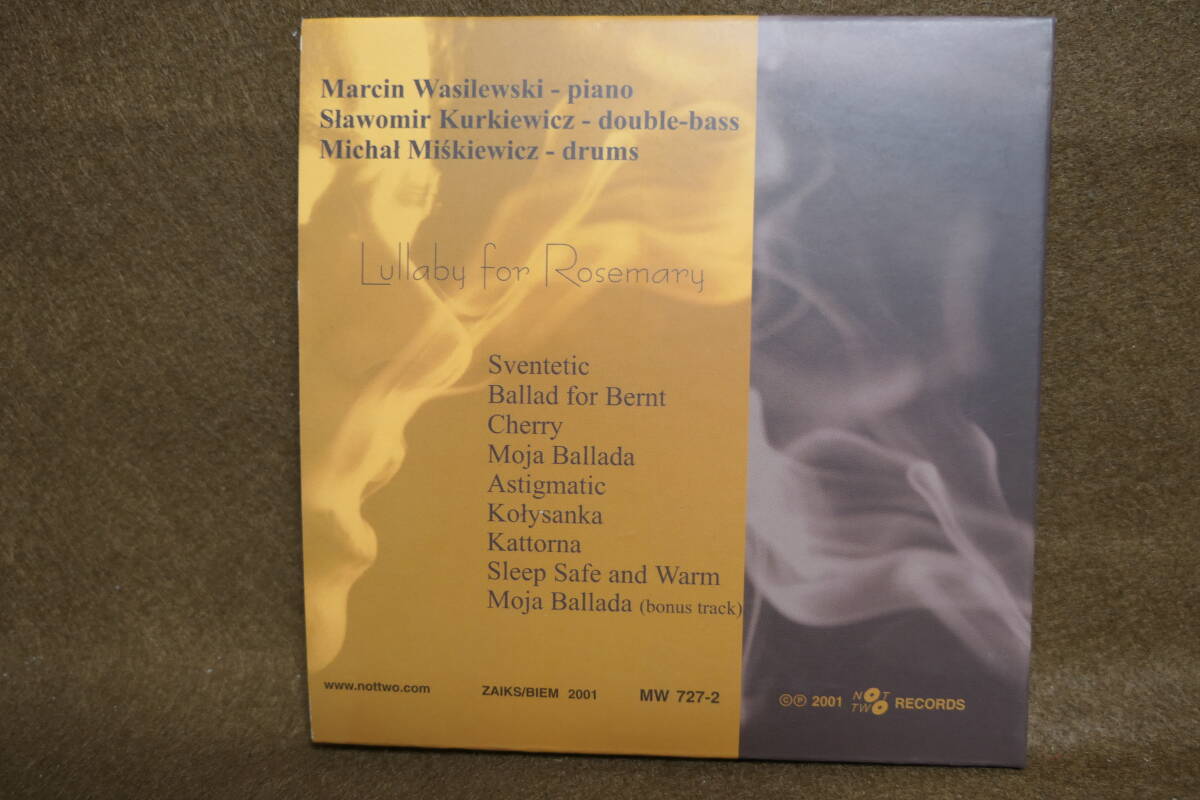 Marcin Wasilewski - piano
Sławomir Kurkiewicz - double-bass
Michał Miśkiewicz - drums
Lullaby for Rosemary
Sventetic
Ballad for Bernt
Cherry
Moja Ballada
Astigmatic
Kołysanka
Kattorna
Sleep Safe and Warm
Moja Ballada (bonus track)
www.nottwo.com ZAIKS/BIEM 2001 MW 727-2
©℗ 2001 NOT TWO RECORDS